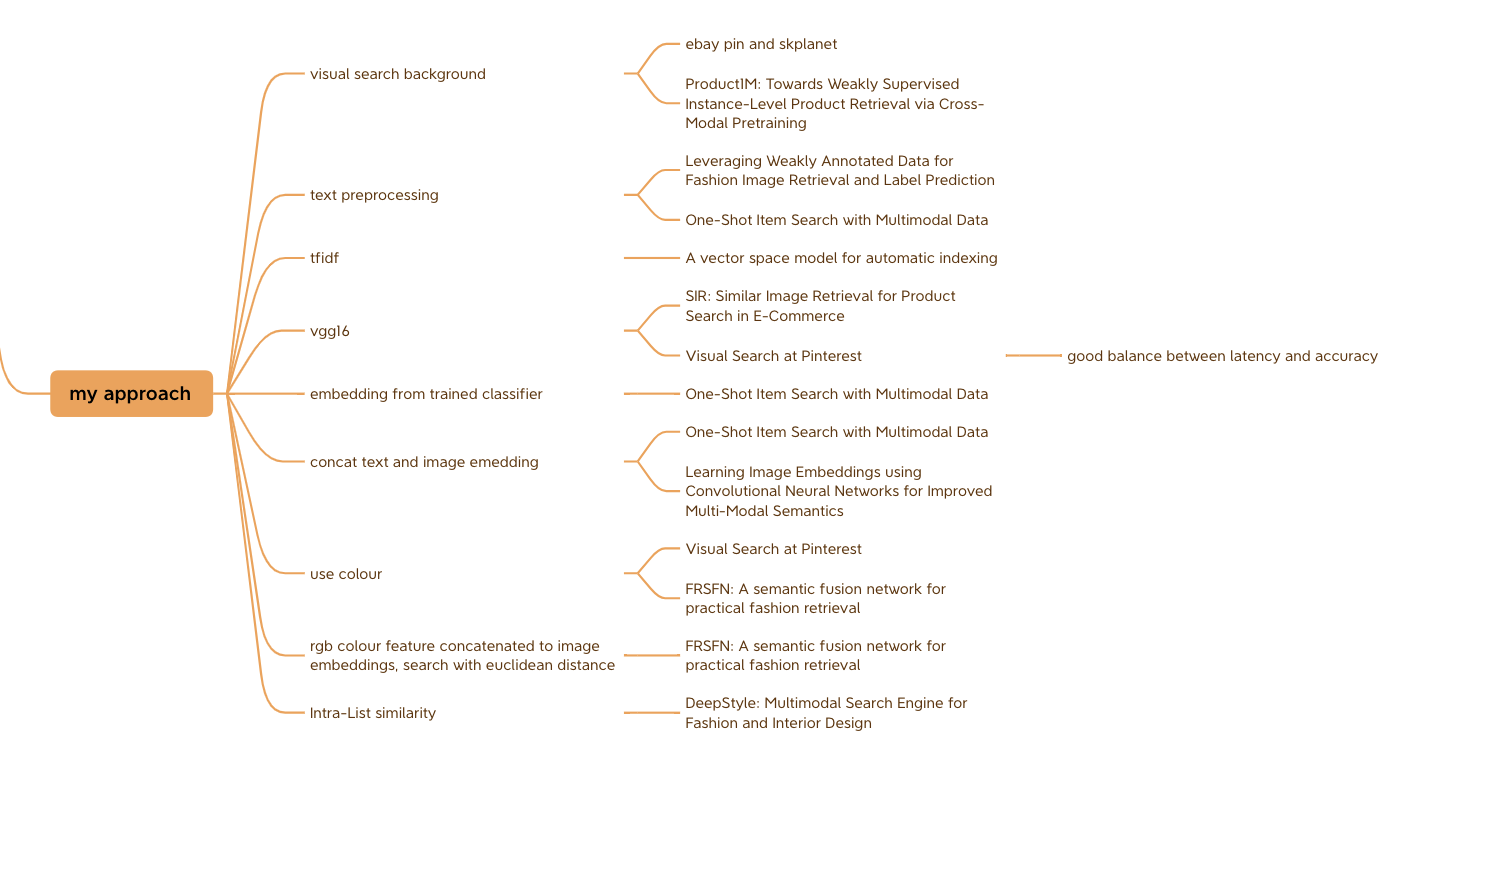 my approach
visual search background
ebay pin and skplanet
Product1M: Towards Weakly Supervised
Instance-Level Product Retrieval via Cross-
Modal Pretraining
text preprocessing
Leveraging Weakly Annotated Data for
Fashion Image Retrieval and Label Prediction
One-Shot Item Search with Multimodal Data
tfidf
A vector space model for automatic indexing
vgg16
SIR: Similar Image Retrieval for Product
Search in E-Commerce
Visual Search at Pinterest
good balance between latency and accuracy
embedding from trained classifier
One-Shot Item Search with Multimodal Data
concat text and image emedding
One-Shot Item Search with Multimodal Data
Learning Image Embeddings using
Convolutional Neural Networks for Improved
Multi-Modal Semantics
use colour
Visual Search at Pinterest
FRSFN: A semantic fusion network for
practical fashion retrieval
rgb colour feature concatenated to image
embeddings, search with euclidean distance
FRSFN: A semantic fusion network for
practical fashion retrieval
Intra-List similarity
DeepStyle: Multimodal Search Engine for
Fashion and Interior Design